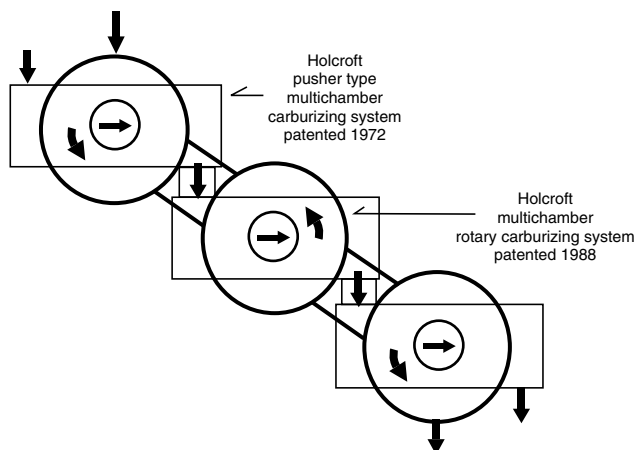 Holcroft
pusher type
multichamber
carburizing system
patented 1972
Holcroft
multichamber
rotary carburizing system
patented 1988